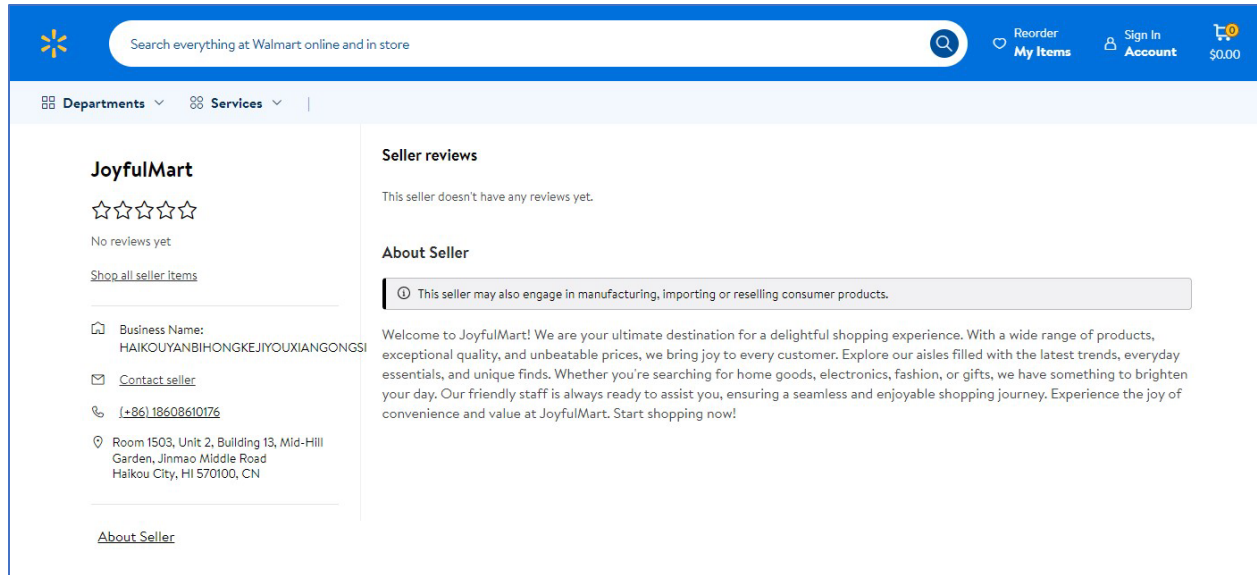 Search everything at Walmart online and in store
Reorder
My Items
Sign In
Account
0
$0.00
Departments
Services
JoyfulMart
No reviews yet
Shop all seller items
Business Name:
HAIKOUYANBIHONGKEJIYOUXIANGONGSI
Contact seller
(+86) 18608610176
Room 1503, Unit 2, Building 13, Mid-Hill
Garden, Jinmao Middle Road
Haikou City, HI 570100, CN
About Seller
Seller reviews
This seller doesn't have any reviews yet.
About Seller
This seller may also engage in manufacturing, importing or reselling consumer products.
Welcome to JoyfulMart! We are your ultimate destination for a delightful shopping experience. With a wide range of products,
exceptional quality, and unbeatable prices, we bring joy to every customer. Explore our aisles filled with the latest trends, everyday
essentials, and unique finds. Whether you're searching for home goods, electronics, fashion, or gifts, we have something to brighten
your day. Our friendly staff is always ready to assist you, ensuring a seamless and enjoyable shopping journey. Experience the joy of
convenience and value at JoyfulMart. Start shopping now!